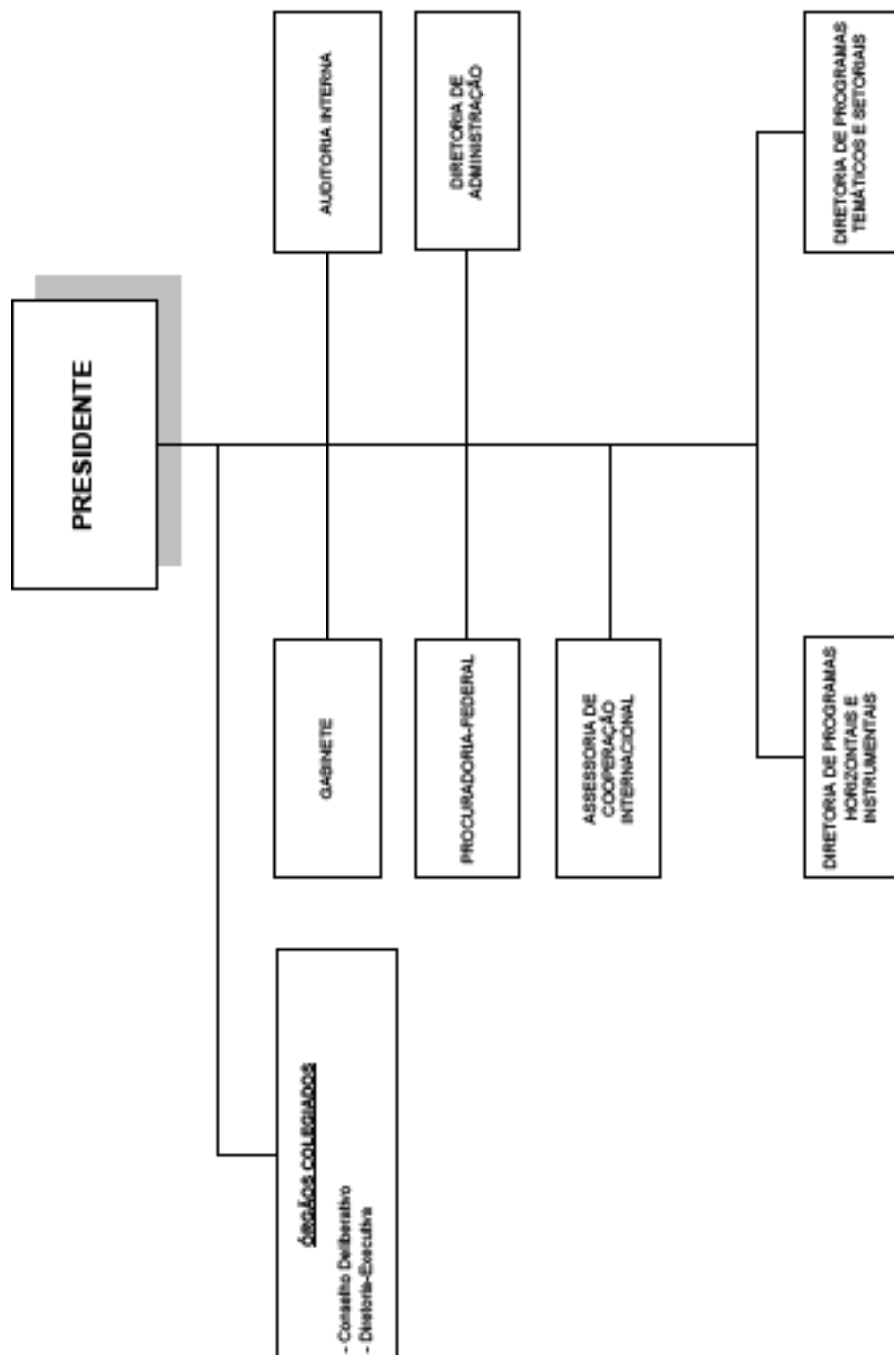 PRESIDENTE
ÓRGÃOS COLEGIADOS
- Conselho Deliberativo
- Diretoria-Executiva
GABINETE
AUDITORIA INTERNA
PROCURADORIA-FEDERAL
DIRETORIA DE
ADMINISTRAÇÃO
ASSESSORIA DE
COOPERAÇÃO
INTERNACIONAL
DIRETORIA DE PROGRAMAS
HORIZONTAIS E
INSTRUMENTAIS
DIRETORIA DE PROGRAMAS
TEMÁTICOS E SETORIAIS